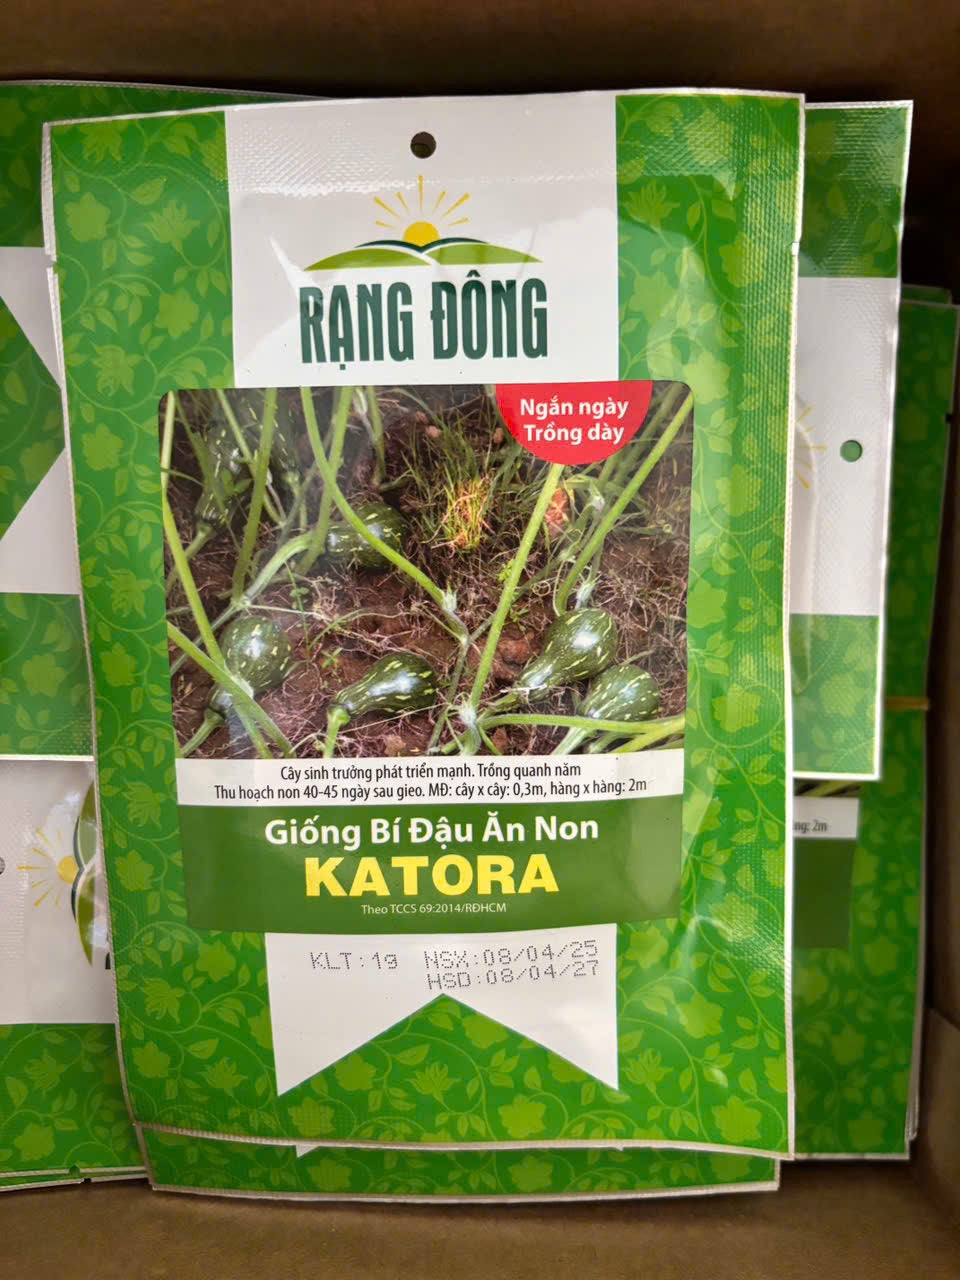 RẠNG ĐÔNG
Ngắn ngày
Trồng dày
Cây sinh trưởng phát triển mạnh. Trồng quanh năm
Thu hoạch non 40-45 ngày sau gieo. MĐ: cây x cây: 0,3m, hàng x hàng: 2m
Giống Bí Đậu Ăn Non
KATORA
Theo TCCS 69:2014/RĐHCM
KLT: 1g NSX: 08/04/25
HSD: 08/04/27
2m